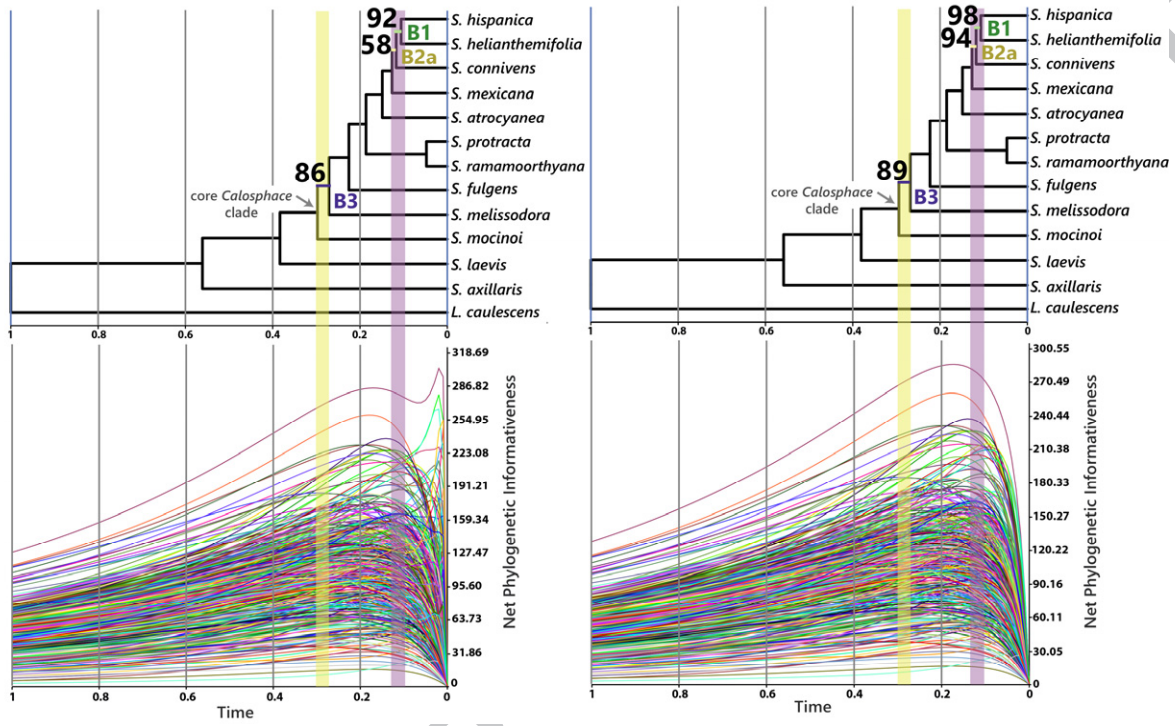 92
S. hispanica
B1
S. helianthemifolia
58
B2a
S. connivens
S. mexicana
S. atrocyanea
S. protracta
S. ramamoorthyana
86
S. fulgens
core Calosphace
clade
B3
S. melissodora
S. mocinoi
S. laevis
S. axillaris
L. caulescens
1
0.8
0.6
0.4
0.2
0
318.69
286.82
254.95
223.08
191.21
159.34
127.47
95.60
63.73
31.86
0
Net Phylogenetic Informativeness
1
0.8
0.6
0.4
0.2
0
Time
98
S. hispanica
B1
S. helianthemifolia
94
B2a
S. connivens
S. mexicana
S. atrocyanea
S. protracta
S. ramamoorthyana
89
S. fulgens
core Calosphace
clade
B3
S. melissodora
S. mocinoi
S. laevis
S. axillaris
L. caulescens
1
0.8
0.6
0.4
0.2
0
300.55
270.49
240.44
210.38
180.33
150.27
120.22
90.16
60.11
30.05
0
Net Phylogenetic Informativeness
1
0.8
0.6
0.4
0.2
0
Time